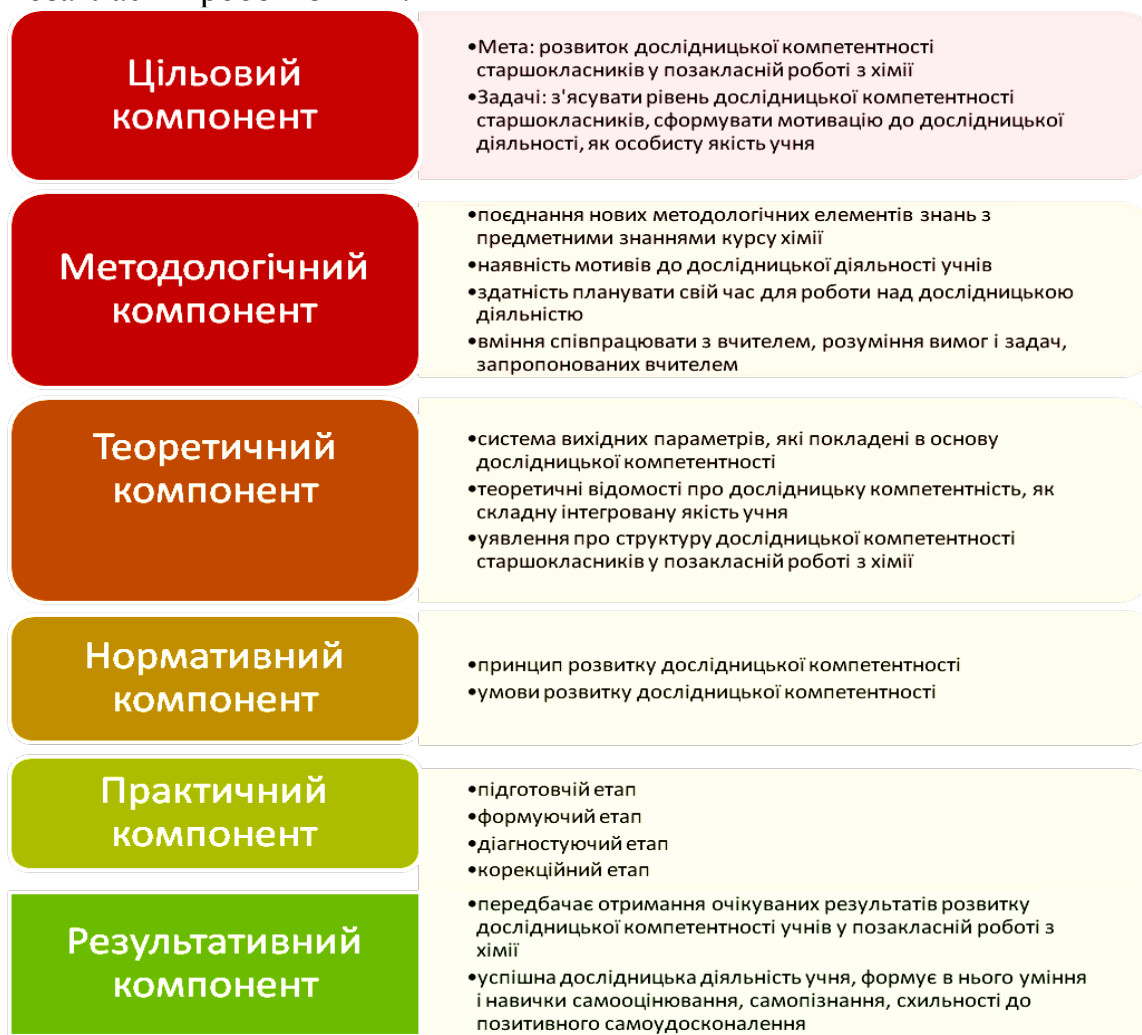 Цільовий
компонент
•Мета: розвиток дослідницької компетентності
старшокласників у позакласній роботі з хімії
•Задачі: з'ясувати рівень дослідницької компетентності
старшокласників, сформувати мотивацію до дослідницької
діяльності, як особисту якість учня
Методологічний
компонент
•поєднання нових методологічних елементів знань з
предметними знаннями курсу хімії
•наявність мотивів до дослідницької діяльності учнів
•здатність планувати свій час для роботи над дослідницькою
діяльністю
•вміння співпрацювати з вчителем, розуміння вимог і задач,
запропонованих вчителем
Теоретичний
компонент
•система вихідних параметрів, які покладені в основу
дослідницької компетентності
•теоретичні відомості про дослідницьку компетентність, як
складну інтегровану якість учня
•уявлення про структуру дослідницької компетентності
старшокласників у позакласній роботі з хімії
Нормативний
компонент
•принцип розвитку дослідницької компетентності
•умови розвитку дослідницької компетентності
Практичний
компонент
•підготовчій етап
•формуючий етап
•діагностуючий етап
•корекційний етап
Результативний
компонент
•передбачає отримання очікуваних результатів розвитку
дослідницької компетентності учнів у позакласній роботі з
хімії
•успішна дослідницька діяльність учня, формує в нього уміння
і навички самооцінювання, самопізнання, схильності до
позитивного самоудосконалення